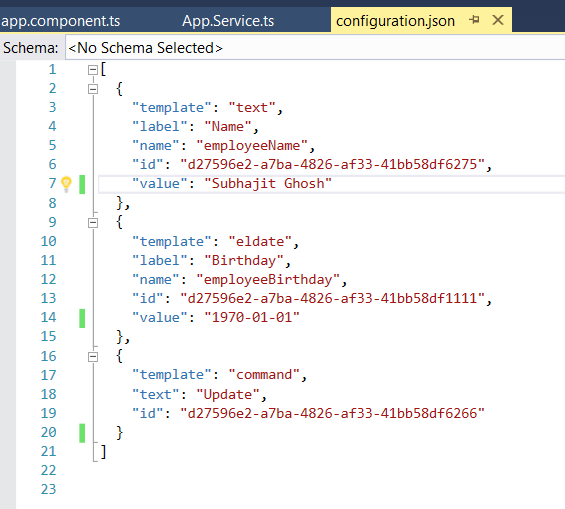 app.component.ts App.Service.ts configuration.json
Schema: <No Schema Selected>
1 [
2 {
3 "template": "text",
4 "label": "Name",
5 "name": "employeeName",
6 "id": "d27596e2-a7ba-4826-af33-41bb58df6275",
7 "value": "Subhajit Ghosh"
8 },
9 {
10 "template": "eldate",
11 "label": "Birthday",
12 "name": "employeeBirthday",
13 "id": "d27596e2-a7ba-4826-af33-41bb58df1111",
14 "value": "1970-01-01"
15 },
16 {
17 "template": "command",
18 "text": "Update",
19 "id": "d27596e2-a7ba-4826-af33-41bb58df6266"
20 }
21 ]
22
23